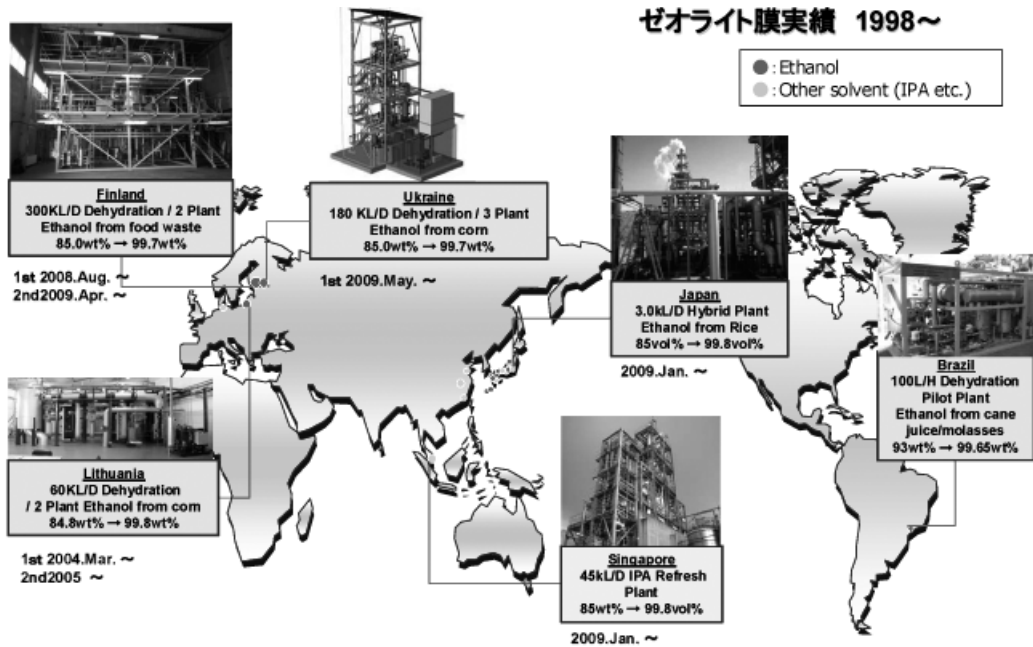 ゼオライト膜実績 1998～
●:Ethanol
●:Other solvent (IPA etc.)
Finland
300KL/D Dehydration / 2 Plant
Ethanol from food waste
85.0wt% → 99.7wt%
1st 2008.Aug. ～
2nd2009.Apr. ～
Ukraine
180 KL/D Dehydration / 3 Plant
Ethanol from corn
85.0wt% → 99.7wt%
1st 2009.May. ～
Japan
3.0kL/D Hybrid Plant
Ethanol from Rice
85vol% → 99.8vol%
2009.Jan. ～
Brazil
100L/H Dehydration
Pilot Plant
Ethanol from cane
juice/molasses
93wt% → 99.65wt%
Lithuania
60KL/D Dehydration
/ 2 Plant Ethanol from corn
84.8wt% → 99.8wt%
1st 2004.Mar. ～
2nd2005 ～
Singapore
45kL/D IPA Refresh
Plant
85wt% → 99.8vol%
2009.Jan. ～